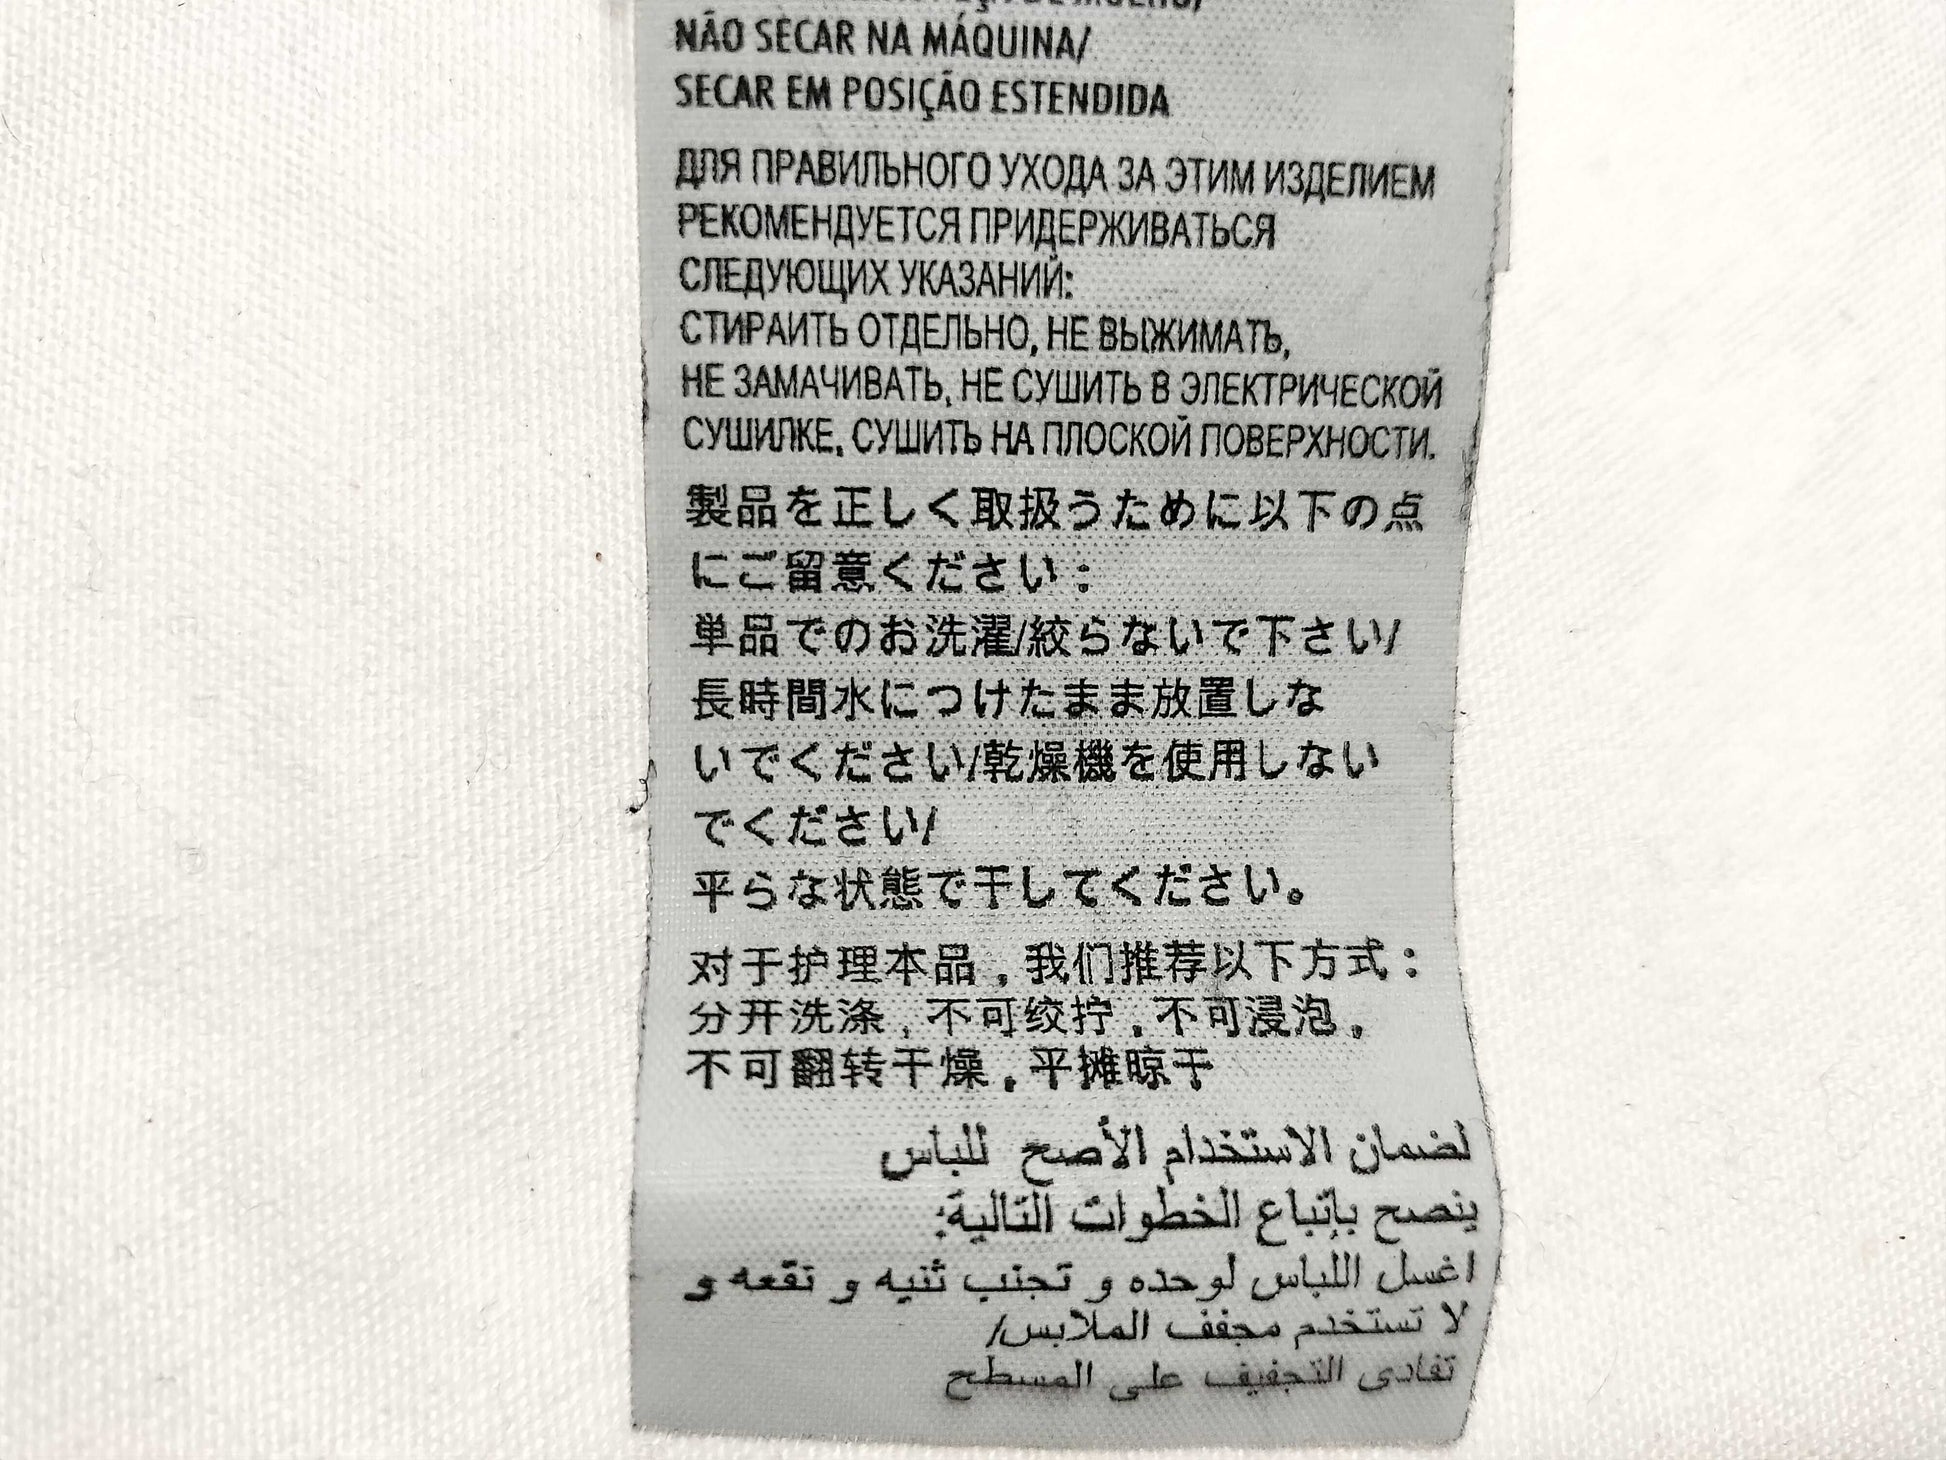 NÃO SECAR NA MÁQUINA/
SECAR EM POSIÇÃO ESTENDIDA
ДЛЯ ПРАВИЛЬНОГО УХОДА ЗА ЭТИМ ИЗДЕЛИЕМ
РЕКОМЕНДУЕТСЯ ПРИДЕРЖИВАТЬСЯ
СЛЕДУЮЩИХ УКАЗАНИЙ:
СТИРАИТЬ ОТДЕЛЬНО, НЕ ВЫЖИМАТЬ,
НЕ ЗАМАЧИВАТЬ, НЕ СУШИТЬ В ЭЛЕКТРИЧЕСКОЙ
СУШИЛКЕ, СУШИТЬ НА ПЛОСКОЙ ПОВЕРХНОСТИ.
製品を正しく取扱うために以下の点
にご留意ください：
単品でのお洗濯/絞らないで下さい/
長時間水につけたまま放置しな
いでください/乾燥機を使用しない
でください/
平らな状態で干してください。
对于护理本品，我们推荐以下方式：
分开洗涤，不可绞拧，不可浸泡，
不可翻转干燥，平摊晾干
لضمان الاستخدام الأصح للباس
ينصح بإتباع الخطوات التالية:
اغسل اللباس لوحده و تجنب ثنيه و نقعه و
لا تستخدم مجفف الملابس/
تفادى التجفيف على المسطح